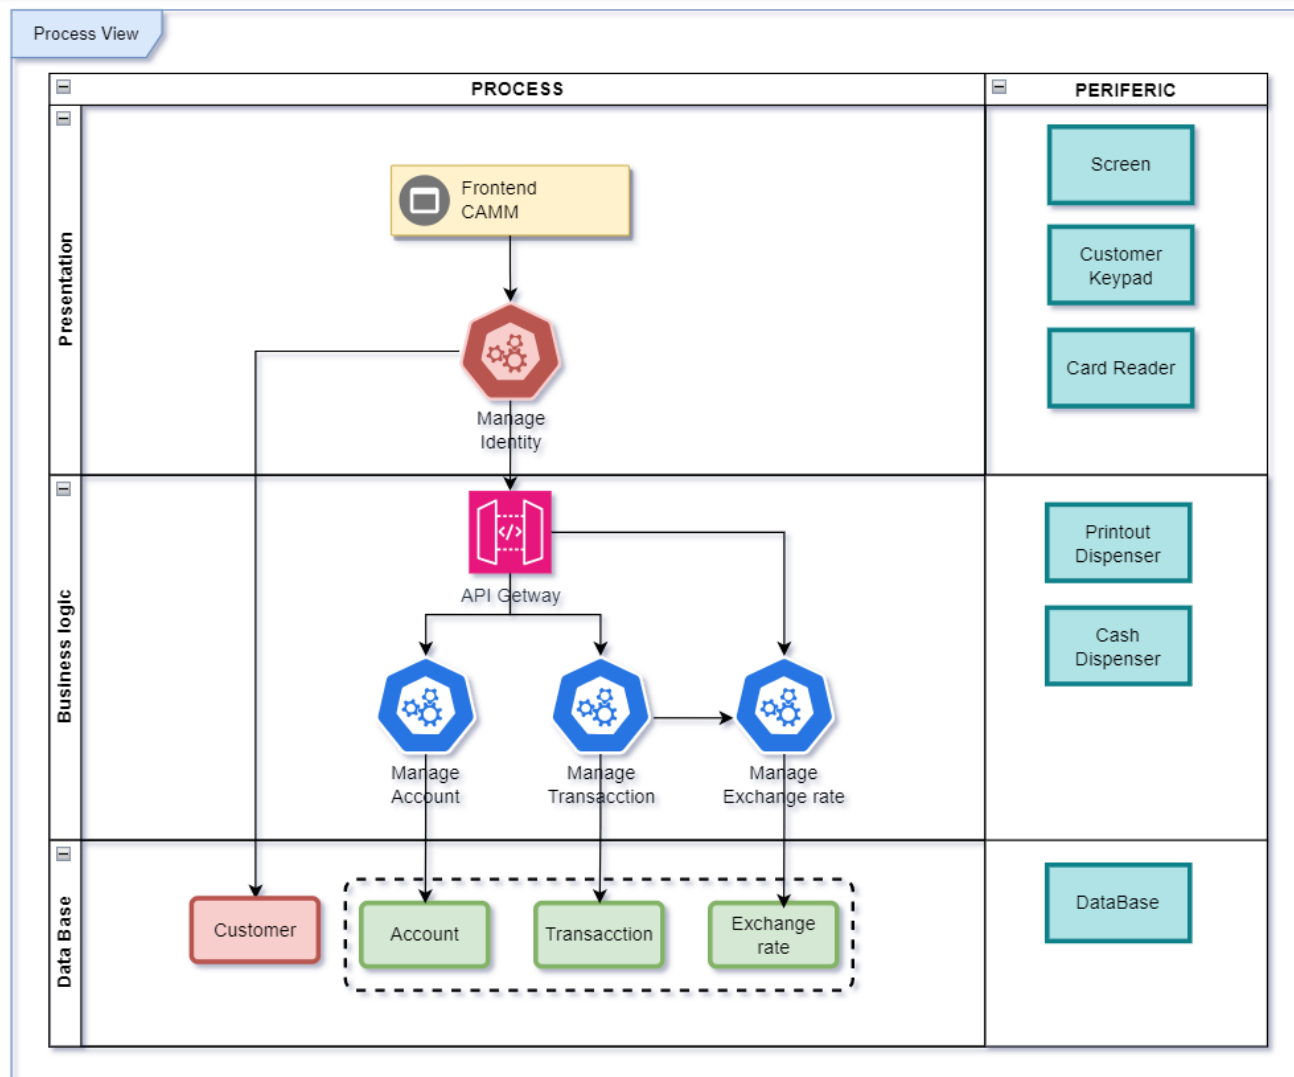 Process View
PROCESS
PERIFERIC
Presentation
Frontend
CAMM
Manage
Identity
Screen
Customer
Keypad
Card Reader
Business logic
</>
API Getway
Manage
Account
Manage
Transacction
Manage
Exchange rate
Printout
Dispenser
Cash
Dispenser
Data Base
Customer
Account
Transacction
Exchange
rate
DataBase